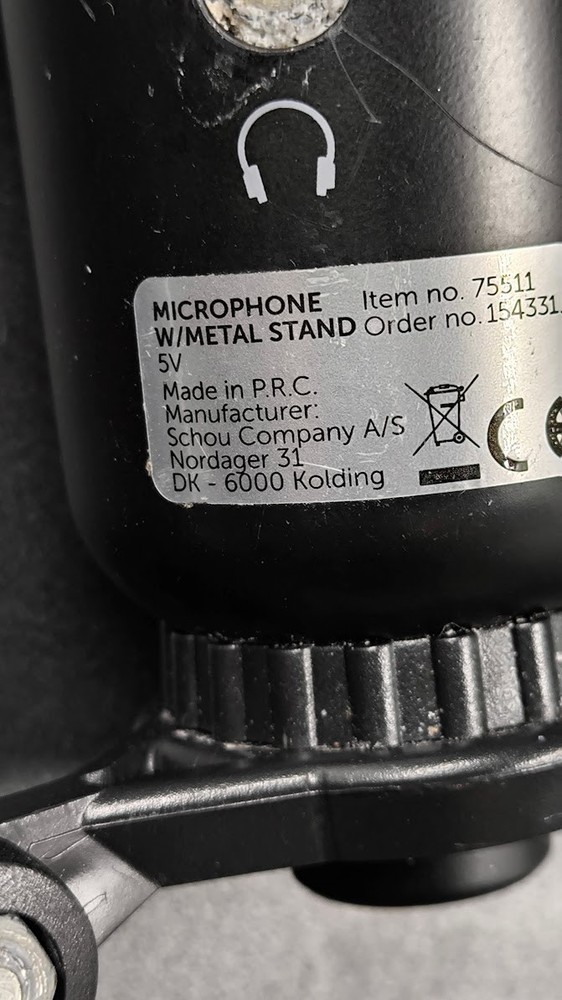 MICROPHONE
W/METAL STAND
5V
Made in P.R.C.
Manufacturer:
Schou Company A/S
Nordager 31
DK - 6000 Kolding
Item no. 75511
Order no. 154331